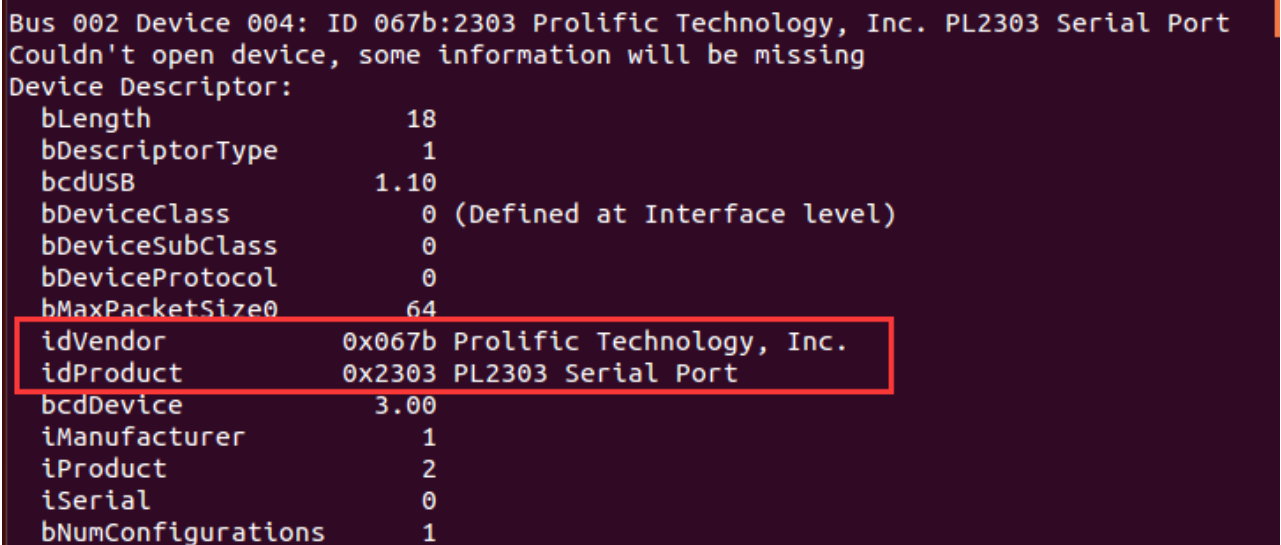 Bus 002 Device 004: ID 067b:2303 Prolific Technology, Inc. PL2303 Serial Port
Couldn't open device, some information will be missing
Device Descriptor:
  bLength                18
  bDescriptorType         1
  bcdUSB               1.10
  bDeviceClass            0 (Defined at Interface level)
  bDeviceSubClass         0
  bDeviceProtocol         0
  bMaxPacketSize0        64
  idVendor           0x067b Prolific Technology, Inc.
  idProduct          0x2303 PL2303 Serial Port
  bcdDevice            3.00
  iManufacturer           1
  iProduct                2
  iSerial                 0
  bNumConfigurations      1